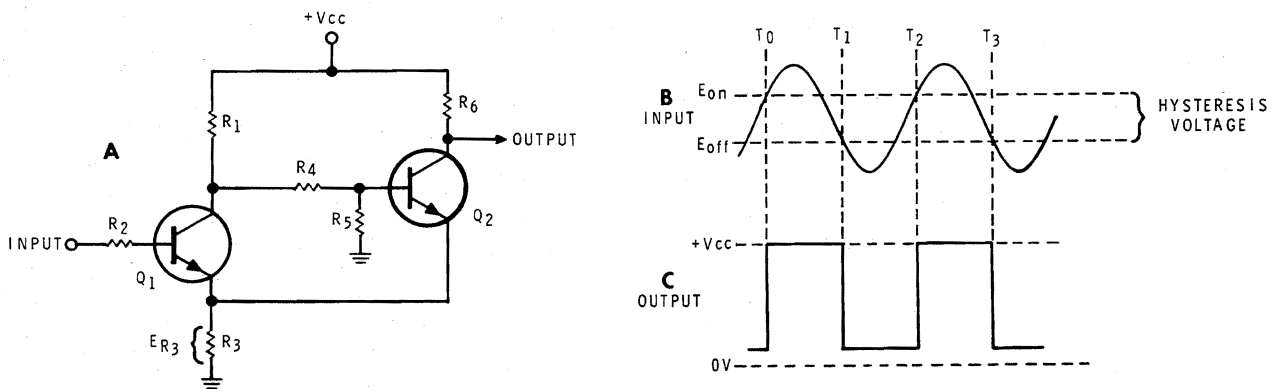 +Vcc
R1
R6
OUTPUT
A
R4
R5
Q2
R2
INPUT
Q1
ER3
R3
T0 T1 T2 T3
B
INPUT
Eon
Eoff
HYSTERESIS
VOLTAGE
+Vcc
C
OUTPUT
0V